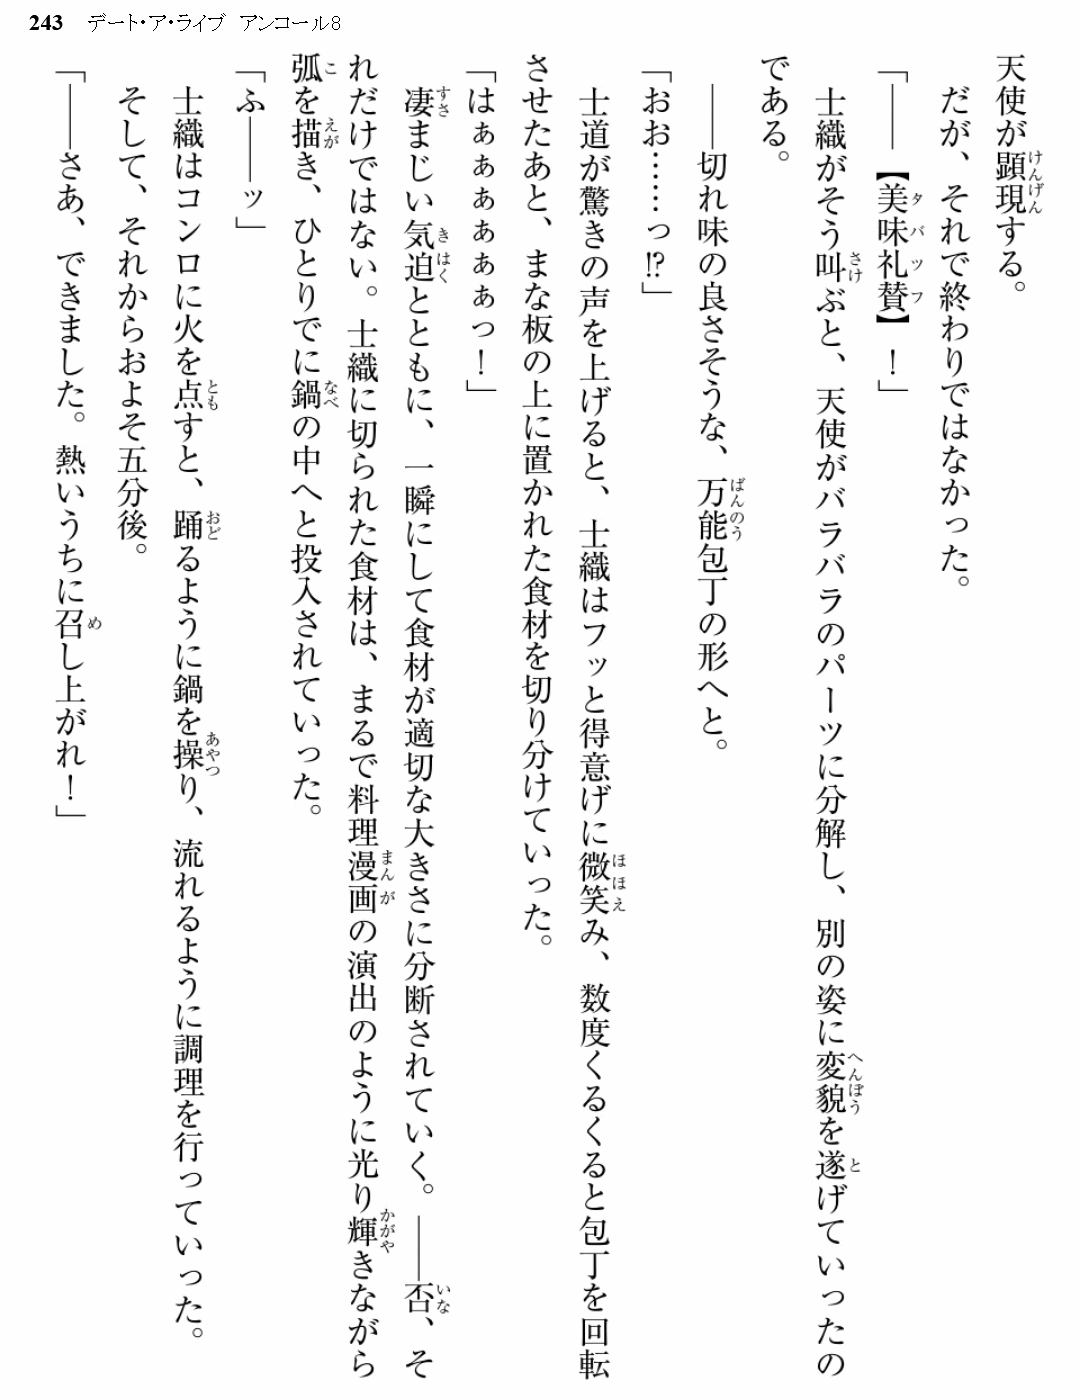 243 デート・ア・ライブ アンコール8
天使が顕現する。
だが、それで終わりではなかった。
「――【美味礼賛】！」
士織がそう叫ぶと、天使がバラバラのパーツに分解し、別の姿に変貌を遂げていったの
である。
――切れ味の良さそうな、万能包丁の形へと。
「おお……っ⁉」
士道が驚きの声を上げると、士織はフッと得意げに微笑み、数度くるくると包丁を回転
させたあと、まな板の上に置かれた食材を切り分けていった。
「はぁぁぁぁぁぁっ！」
凄まじい気迫とともに、一瞬にして食材が適切な大きさに分断されていく。――否、そ
れだけではない。士織に切られた食材は、まるで料理漫画の演出のように光り輝きながら
弧を描き、ひとりでに鍋の中へと投入されていった。
「ふ――ッ」
士織はコンロに火を点すと、踊るように鍋を操り、流れるように調理を行っていった。
そして、それからおよそ五分後。
「――さあ、できました。熱いうちに召し上がれ！」